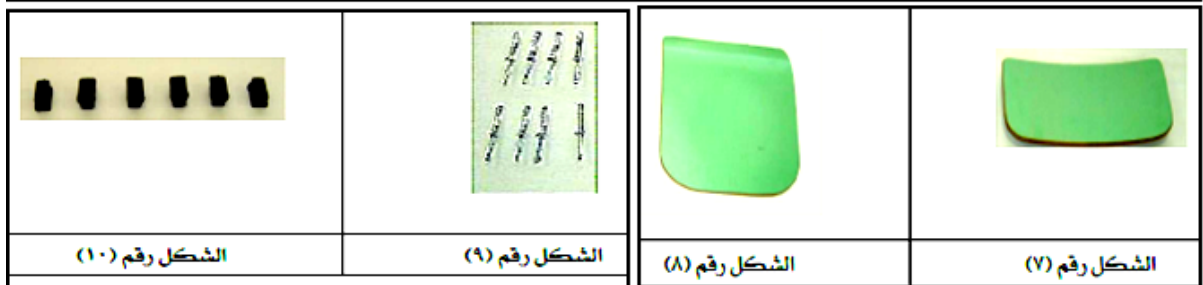 الشكل رقم (٧)
الشكل رقم (٨)
الشكل رقم (٩)
الشكل رقم (١٠)